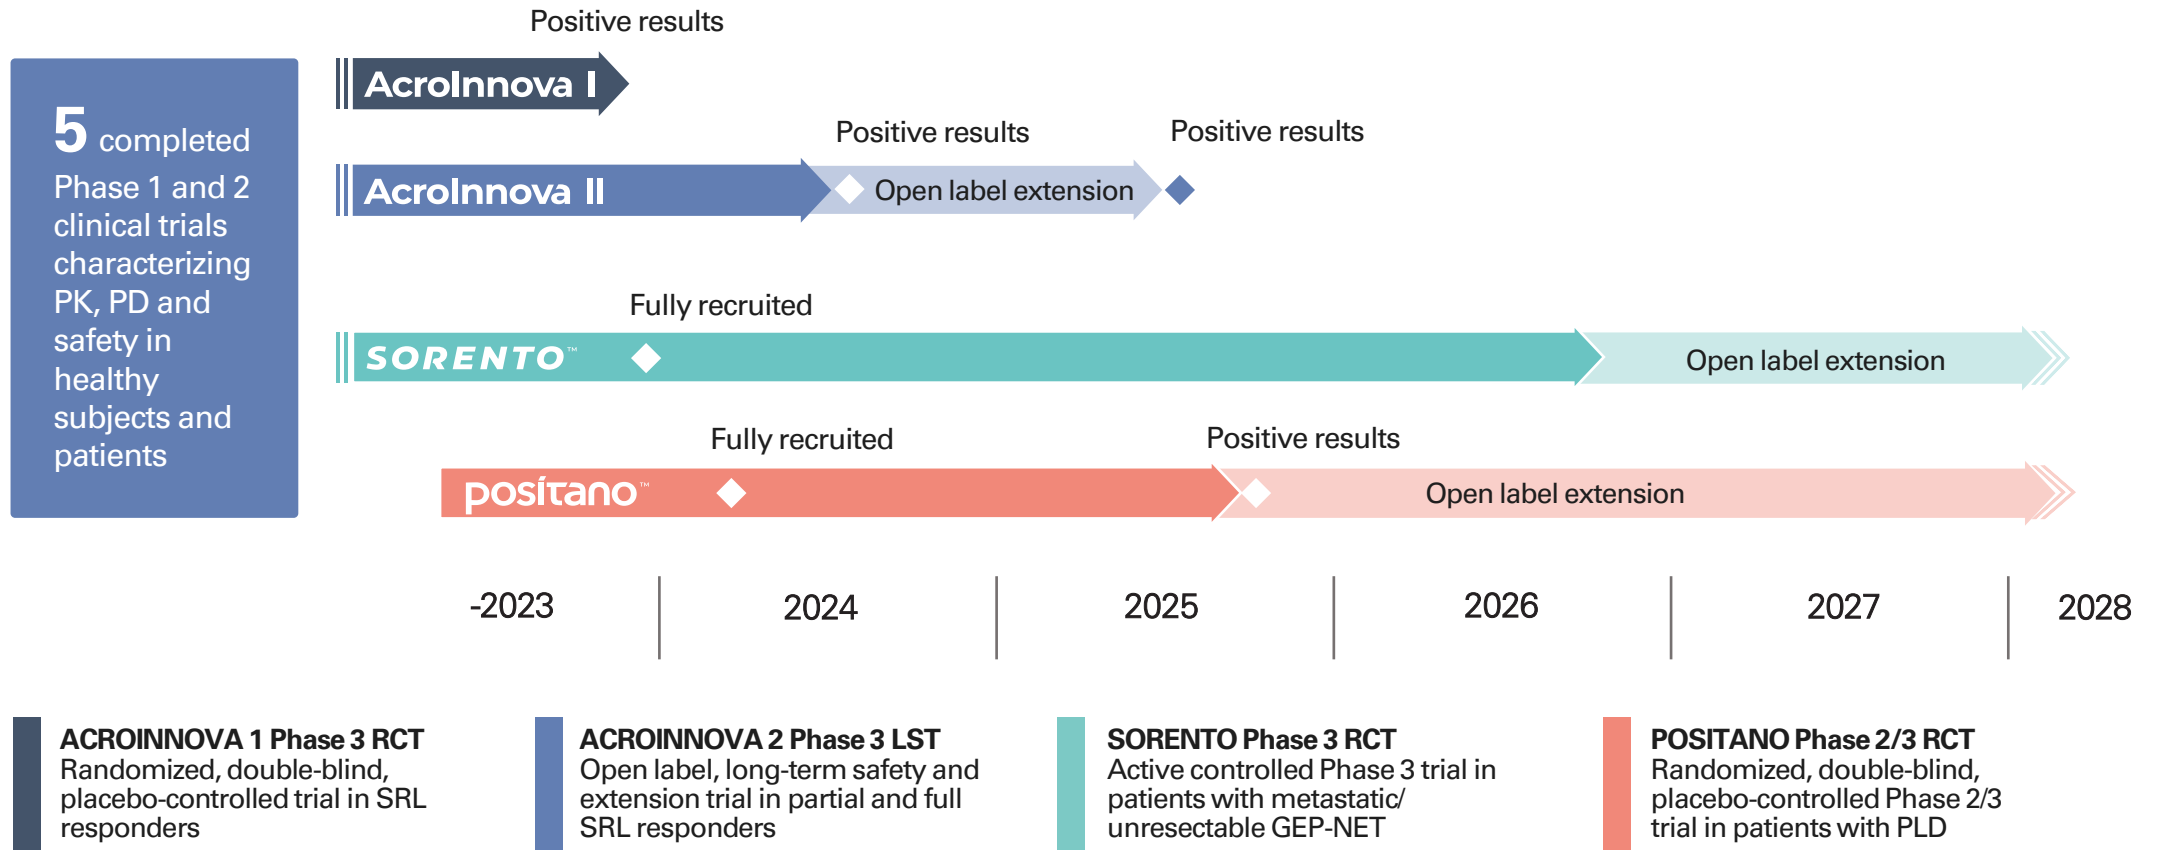 5 completed
Phase 1 and 2
clinical trials
characterizing
PK, PD and
safety in
healthy
subjects and
patients
Positive results
AcroInnova I
Positive results
Positive results
AcroInnova II
Open label extension
Fully recruited
SORENTO™
Open label extension
Fully recruited
Positive results
positano™
Open label extension
-2023
2024
2025
2026
2027
2028
ACROINNOVA 1 Phase 3 RCT
Randomized, double-blind,
placebo-controlled trial in SRL
responders
ACROINNOVA 2 Phase 3 LST
Open label, long-term safety and
extension trial in partial and full
SRL responders
SORENTO Phase 3 RCT
Active controlled Phase 3 trial in
patients with metastatic/
unresectable GEP-NET
POSITANO Phase 2/3 RCT
Randomized, double-blind,
placebo-controlled Phase 2/3
trial in patients with PLD